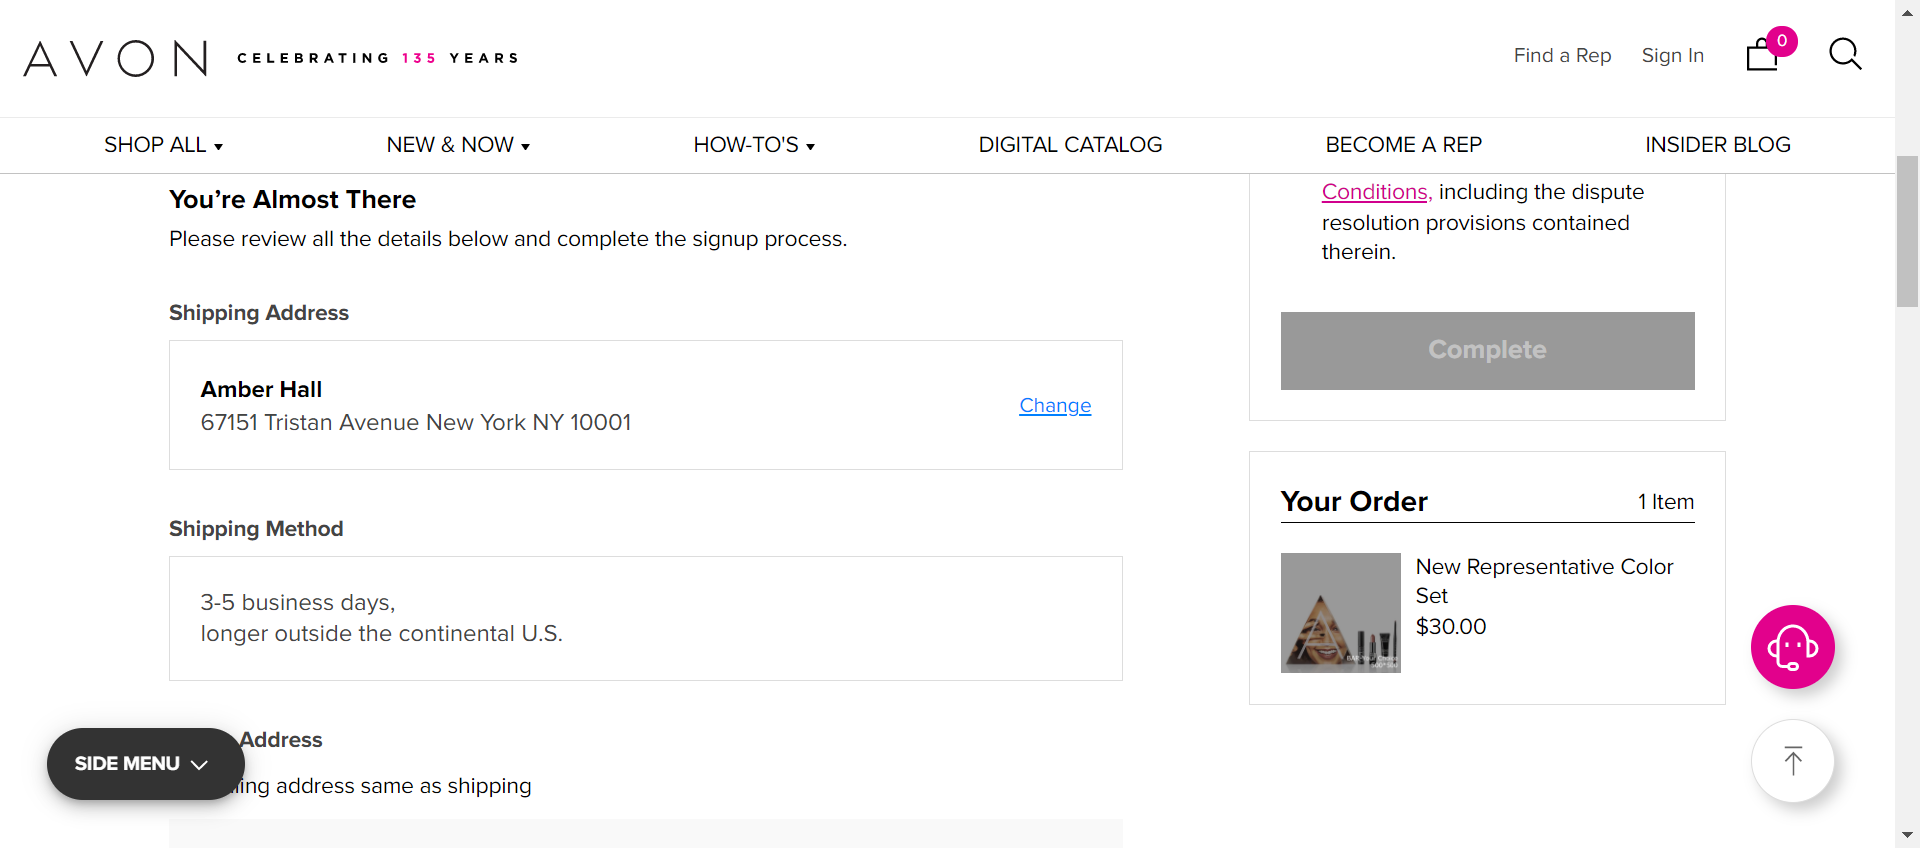 AVON CELEBRATING 135 YEARS
Find a Rep
Sign In
0
SHOP ALL
NEW & NOW
HOW-TO'S
DIGITAL CATALOG
BECOME A REP
INSIDER BLOG
You're Almost There
Please review all the details below and complete the signup process.
Shipping Address
Amber Hall
67151 Tristan Avenue New York NY 10001
Change
Shipping Method
3-5 business days,
longer outside the continental U.S.
Address
address same as shipping
SIDE MENU
Conditions, including the dispute
resolution provisions contained
therein.
Complete
Your Order
1 Item
New Representative Color
Set
$30.00